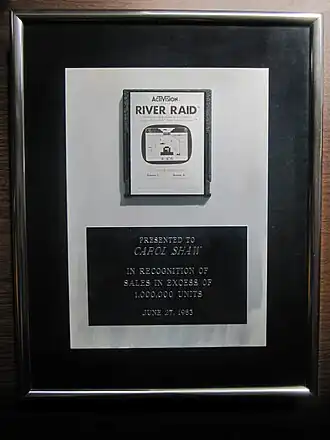 ACTIVISION
RIVER RAID
PRESENTED TO
CAROL SHAW
IN RECOGNITION OF
SALES IN EXCESS OF
1,000,000 UNITS
JUNE 27, 1983